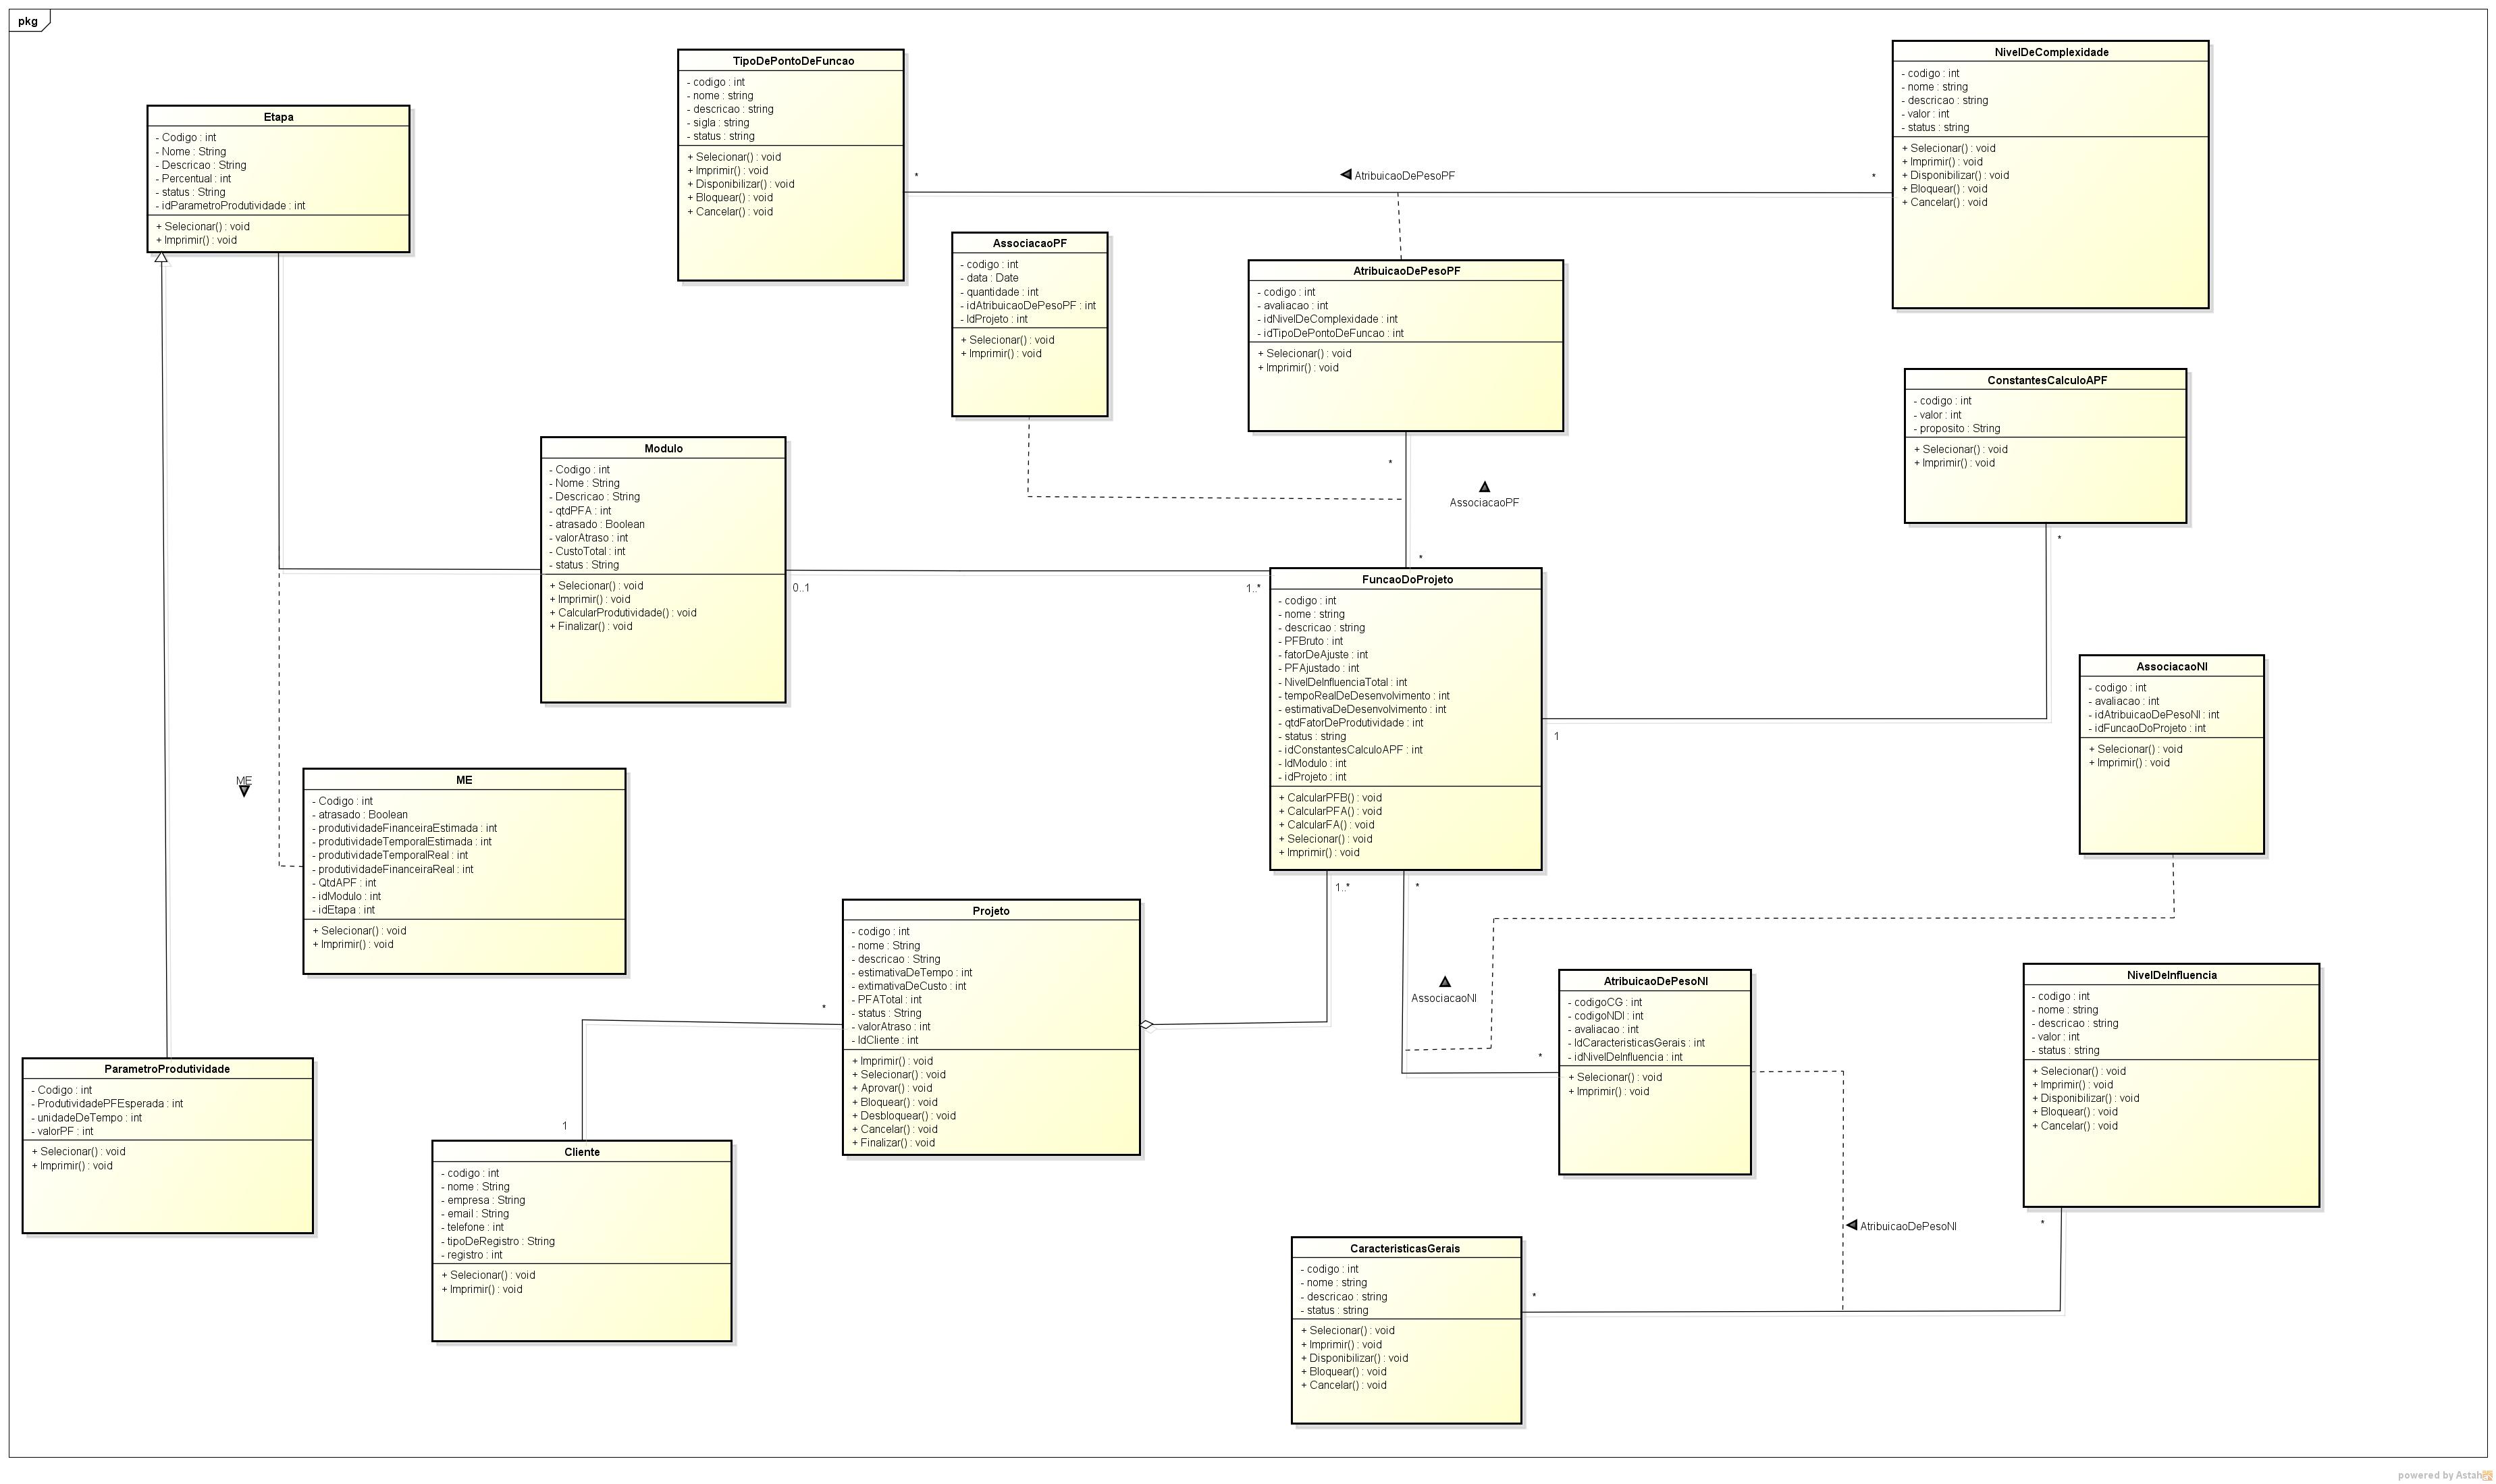 pkg
TipoDePontoDeFuncao
- codigo : int
- nome : string
- descricao : string
- sigla : string
- status : string
+ Selecionar() : void
+ Imprimir() : void
+ Disponibilizar() : void
+ Bloquear() : void
+ Cancelar() : void
NivelDeComplexidade
- codigo : int
- nome : string
- descricao : string
- valor : int
- status : string
+ Selecionar() : void
+ Imprimir() : void
+ Disponibilizar() : void
+ Bloquear() : void
+ Cancelar() : void
Etapa
- Codigo : int
- Nome : String
- Descricao : String
- Percentual : int
- status : String
- idParametroProdutividade : int
+ Selecionar() : void
+ Imprimir() : void
*
AtribuicaoDePesoPF
*
AssociacaoPF
- codigo : int
- data : Date
- quantidade : int
- idAtribuicaoDePesoPF : int
- IdProjeto : int
+ Selecionar() : void
+ Imprimir() : void
AtribuicaoDePesoPF
- codigo : int
- avaliacao : int
- idNivelDeComplexidade : int
- idTipoDePontoDeFuncao : int
+ Selecionar() : void
+ Imprimir() : void
ConstantesCalculoAPF
- codigo : int
- valor : int
- proposito : String
+ Selecionar() : void
+ Imprimir() : void
Modulo
- Codigo : int
- Nome : String
- Descricao : String
- qtdPFA : int
- atrasado : Boolean
- valorAtraso : int
- CustoTotal : int
- status : String
+ Selecionar() : void
+ Imprimir() : void
+ CalcularProdutividade() : void
+ Finalizar() : void
*
AssociacaoPF
*
*
0..1
1..*
FuncaoDoProjeto
- codigo : int
- nome : string
- descricao : string
- PFBruto : int
- fatorDeAjuste : int
- PFAjustado : int
- NivelDeInfluenciaTotal : int
- tempoRealDeDesenvolvimento : int
- estimativaDeDesenvolvimento : int
- qtdFatorDeProdutividade : int
- status : string
- idConstantesCalculoAPF : int
- IdModulo : int
- idProjeto : int
+ CalcularPFB() : void
+ CalcularPFA() : void
+ CalcularFA() : void
+ Selecionar() : void
+ Imprimir() : void
1
AssociacaoNI
- codigo : int
- avaliacao : int
- idAtribuicaoDePesoNI : int
- idFuncaoDoProjeto : int
+ Selecionar() : void
+ Imprimir() : void
ME
ME
- Codigo : int
- atrasado : Boolean
- produtividadeFinanceiraEstimada : int
- produtividadeTemporalEstimada : int
- produtividadeTemporalReal : int
- produtividadeFinanceiraReal : int
- QtdAPF : int
- idModulo : int
- idEtapa : int
+ Selecionar() : void
+ Imprimir() : void
1..*
*
Projeto
- codigo : int
- nome : String
- descricao : String
- estimativaDeTempo : int
- extimativaDeCusto : int
- PFATotal : int
- status : String
- valorAtraso : int
- IdCliente : int
+ Imprimir() : void
+ Selecionar() : void
+ Aprovar() : void
+ Bloquear() : void
+ Desbloquear() : void
+ Cancelar() : void
+ Finalizar() : void
*
AssociacaoNI
*
AtribuicaoDePesoNI
- codigoCG : int
- codigoNDI : int
- avaliacao : int
- IdCaracteristicasGerais : int
- idNivelDeInfluencia : int
+ Selecionar() : void
+ Imprimir() : void
NivelDeInfluencia
- codigo : int
- nome : string
- descricao : string
- valor : int
- status : string
+ Selecionar() : void
+ Imprimir() : void
+ Disponibilizar() : void
+ Bloquear() : void
+ Cancelar() : void
ParametroProdutividade
- Codigo : int
- ProdutividadePFEsperada : int
- unidadeDeTempo : int
- valorPF : int
+ Selecionar() : void
+ Imprimir() : void
1
Cliente
- codigo : int
- nome : String
- empresa : String
- email : String
- telefone : int
- tipoDeRegistro : String
- registro : int
+ Selecionar() : void
+ Imprimir() : void
*
AtribuicaoDePesoNI
CaracteristicasGerais
- codigo : int
- nome : string
- descricao : string
- status : string
+ Selecionar() : void
+ Imprimir() : void
+ Disponibilizar() : void
+ Bloquear() : void
+ Cancelar() : void
*
powered by Astah